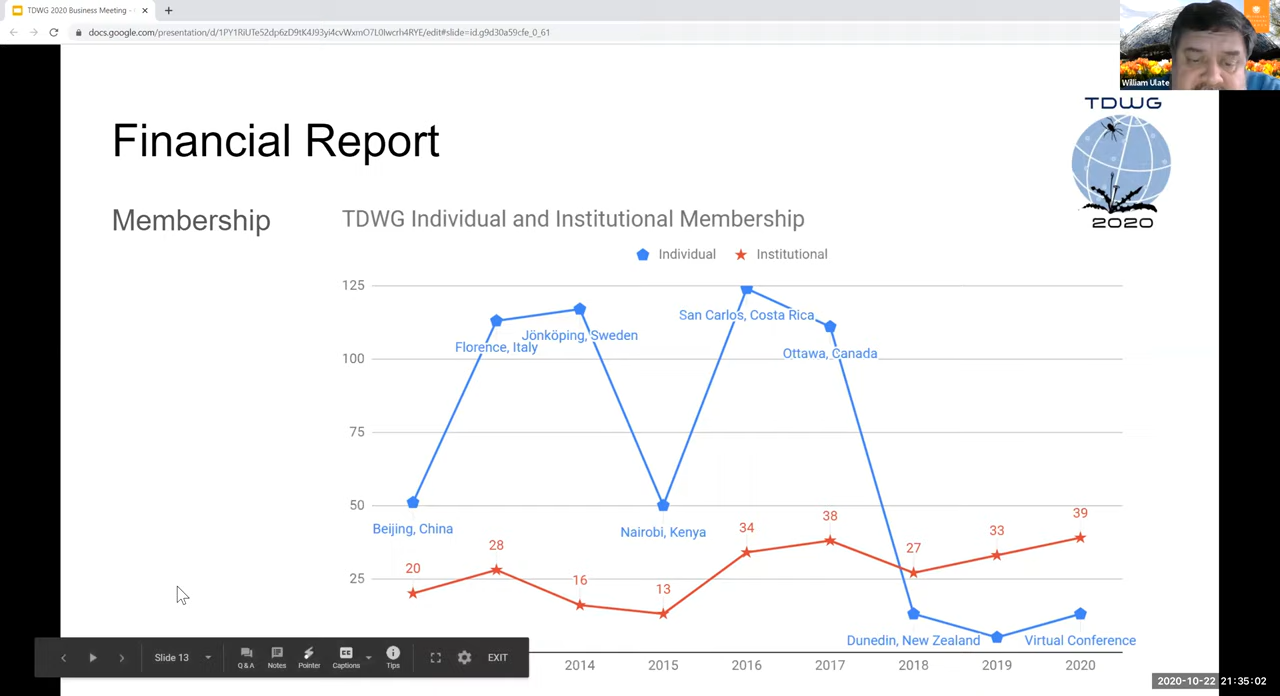 TDWG 2020 Business Meeting -
docs.google.com/presentation/d/1PY1RiUTe52dp6zD9tK4J93yi4cvWxmO7L0Iwcrh4RYE/edit#slide=id.g9d30a59cfe_0_61
William Ulate
TDWG
2020
Financial Report
Membership
TDWG Individual and Institutional Membership
Individual
Institutional
125
100
75
50
25
Beijing, China
Florence, Italy
Jönköping, Sweden
Nairobi, Kenya
San Carlos, Costa Rica
Ottawa, Canada
Dunedin, New Zealand
Virtual Conference
20
28
16
13
34
38
27
33
39
2014
2015
2016
2017
2018
2019
2020
Slide 13
Q&A
Notes
Pointer
Captions
Tips
EXIT
2020-10-22 21:35:02